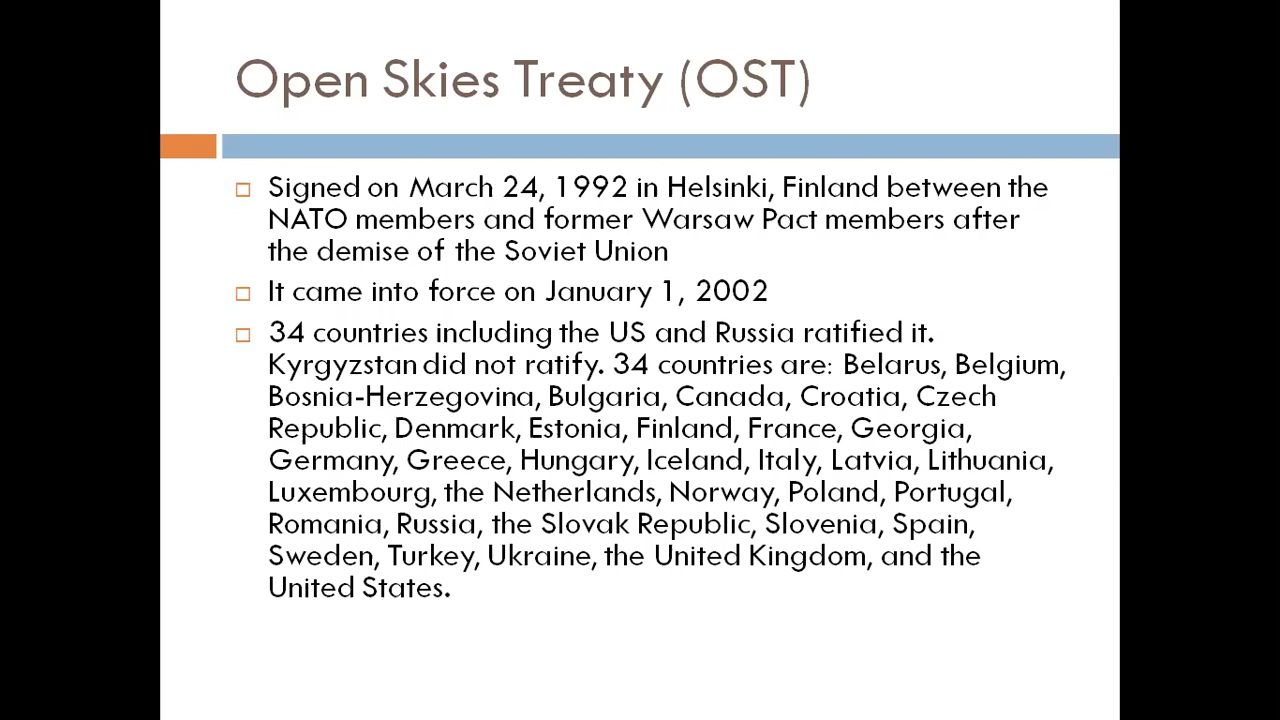 Open Skies Treaty (OST)
Signed on March 24, 1992 in Helsinki, Finland between the
NATO members and former Warsaw Pact members after
the demise of the Soviet Union
It came into force on January 1, 2002
34 countries including the US and Russia ratified it.
Kyrgyzstan did not ratify. 34 countries are: Belarus, Belgium,
Bosnia-Herzegovina, Bulgaria, Canada, Croatia, Czech
Republic, Denmark, Estonia, Finland, France, Georgia,
Germany, Greece, Hungary, Iceland, Italy, Latvia, Lithuania,
Luxembourg, the Netherlands, Norway, Poland, Portugal,
Romania, Russia, the Slovak Republic, Slovenia, Spain,
Sweden, Turkey, Ukraine, the United Kingdom, and the
United States.